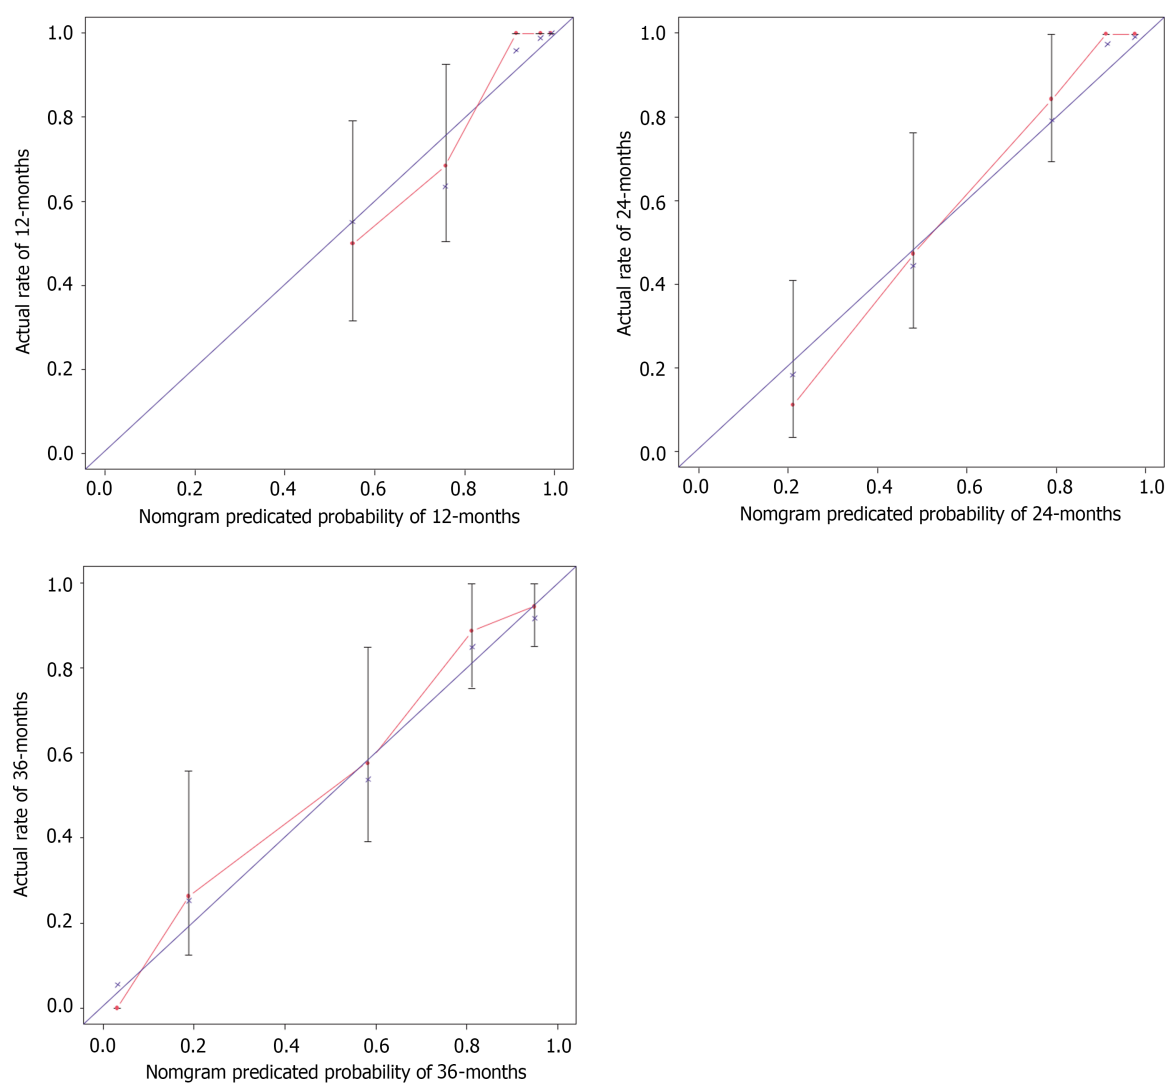 1.0
0.8
0.6
0.4
0.2
0.0
Actual rate of 12-months
0.0 0.2 0.4 0.6 0.8 1.0
Nomgram predicated probability of 12-months
1.0
0.8
0.6
0.4
0.2
0.0
Actual rate of 24-months
0.0 0.2 0.4 0.6 0.8 1.0
Nomgram predicated probability of 24-months
1.0
0.8
0.6
0.4
0.2
0.0
Actual rate of 36-months
0.0 0.2 0.4 0.6 0.8 1.0
Nomgram predicated probability of 36-months